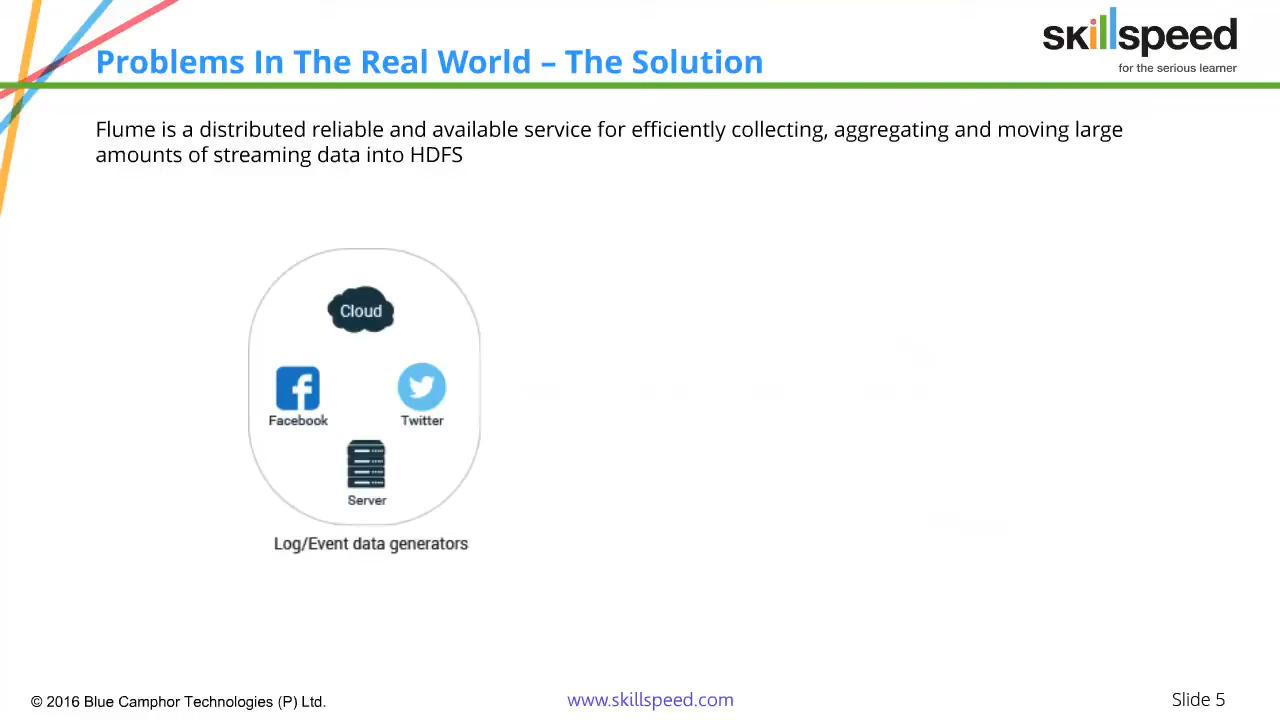 skillspeed
for the serious learner
Problems In The Real World – The Solution
Flume is a distributed reliable and available service for efficiently collecting, aggregating and moving large
amounts of streaming data into HDFS
Cloud
Facebook
Twitter
Server
Log/Event data generators
© 2016 Blue Camphor Technologies (P) Ltd.
www.skillspeed.com
Slide 5